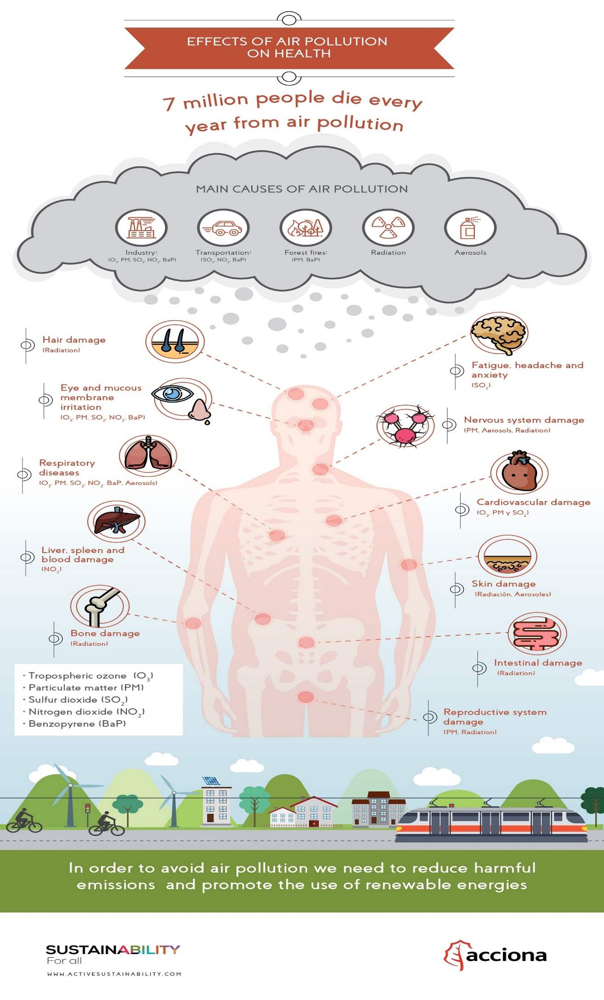 EFFECTS OF AIR POLLUTION
ON HEALTH
7 million people die every
year from air pollution
MAIN CAUSES OF AIR POLLUTION
Industry:
(O₃, PM, SO₂, NO₂, BaP)
Transportation:
(SO₂, NO₂, BaP)
Forest fires:
(PM, BaP)
Radiation
Aerosols
Hair damage
(Radiation)
Eye and mucous
membrane
irritation
(O₃, PM, SO₂, NO₂, BaP)
Respiratory
diseases
(O₃, PM, SO₂, NO₂, BaP, Aerosols)
Liver, spleen and
blood damage
(NO₂)
Bone damage
(Radiation)
Fatigue, headache and
anxiety
(SO₂)
Nervous system damage
(PM, Aerosols, Radiation)
Cardiovascular damage
(O₃, PM y SO₂)
Skin damage
(Radiación, Aerosoles)
Intestinal damage
(Radiation)
Reproductive system
damage
(PM, Radiation)
• Tropospheric ozone (O₃)
• Particulate matter (PM)
• Sulfur dioxide (SO₂)
• Nitrogen dioxide (NO₂)
• Benzopyrene (BaP)
In order to avoid air pollution we need to reduce harmful
emissions and promote the use of renewable energies
SUSTAINABILITY
For all
WWW.ACTIVESUSTAINABILITY.COM
acciona